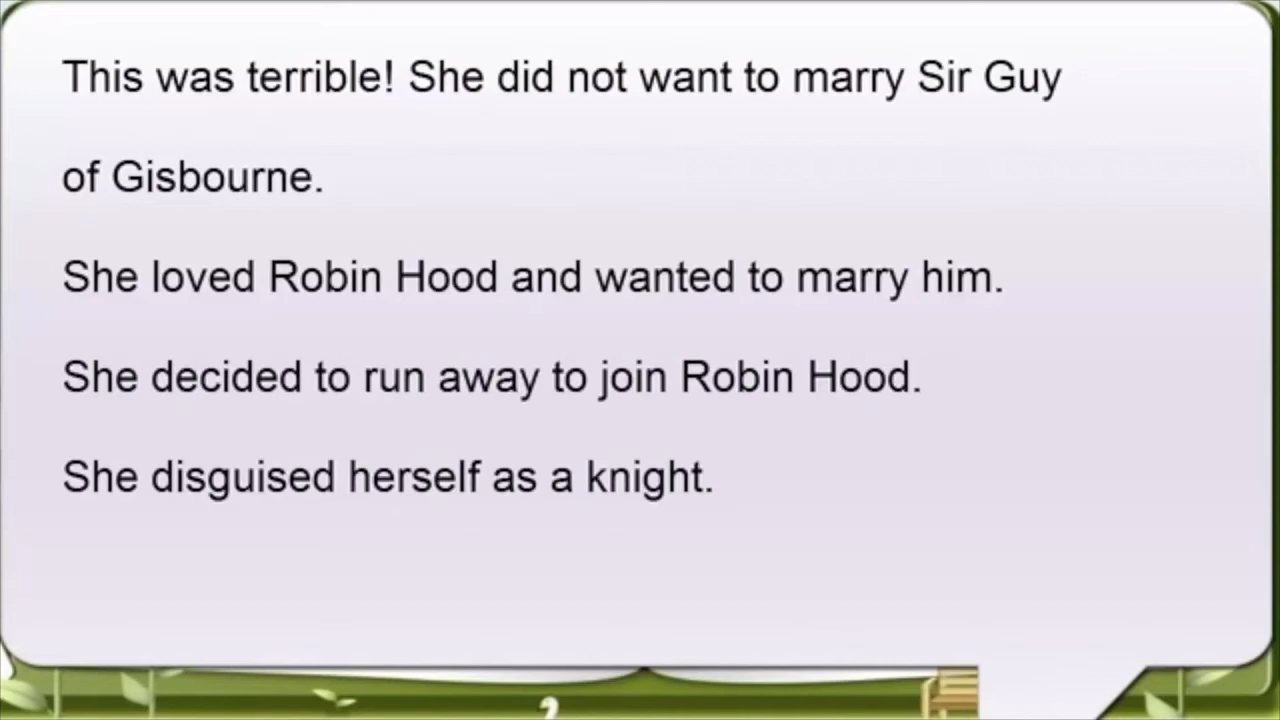 This was terrible! She did not want to marry Sir Guy
of Gisbourne.
She loved Robin Hood and wanted to marry him.
She decided to run away to join Robin Hood.
She disguised herself as a knight.